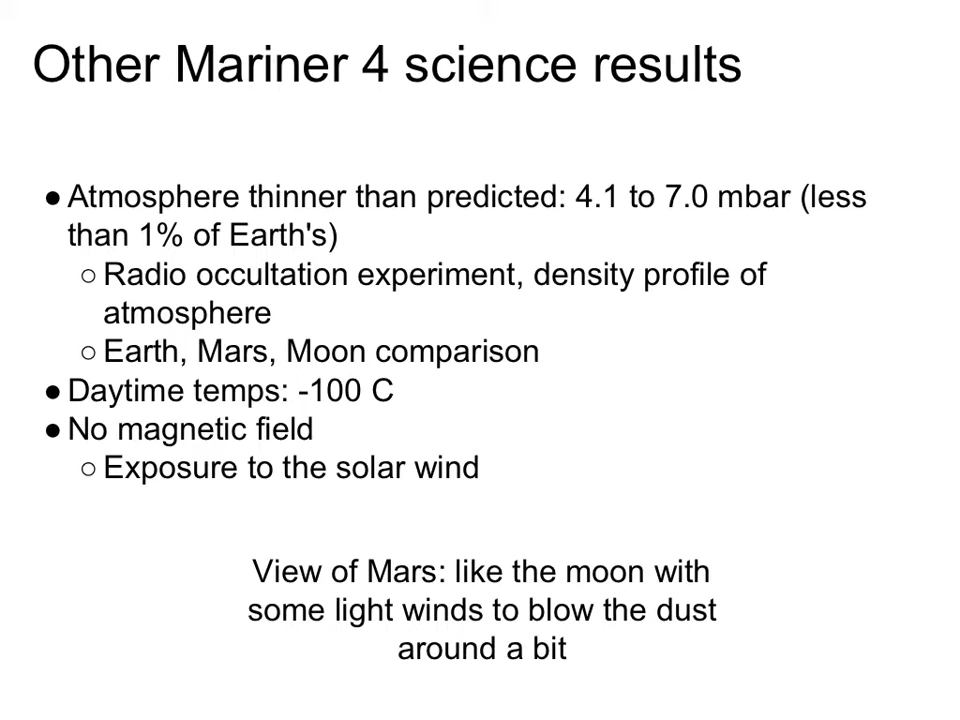 Other Mariner 4 science results
● Atmosphere thinner than predicted: 4.1 to 7.0 mbar (less
than 1% of Earth's)
○ Radio occultation experiment, density profile of
atmosphere
○ Earth, Mars, Moon comparison
● Daytime temps: -100 C
● No magnetic field
○ Exposure to the solar wind
View of Mars: like the moon with
some light winds to blow the dust
around a bit